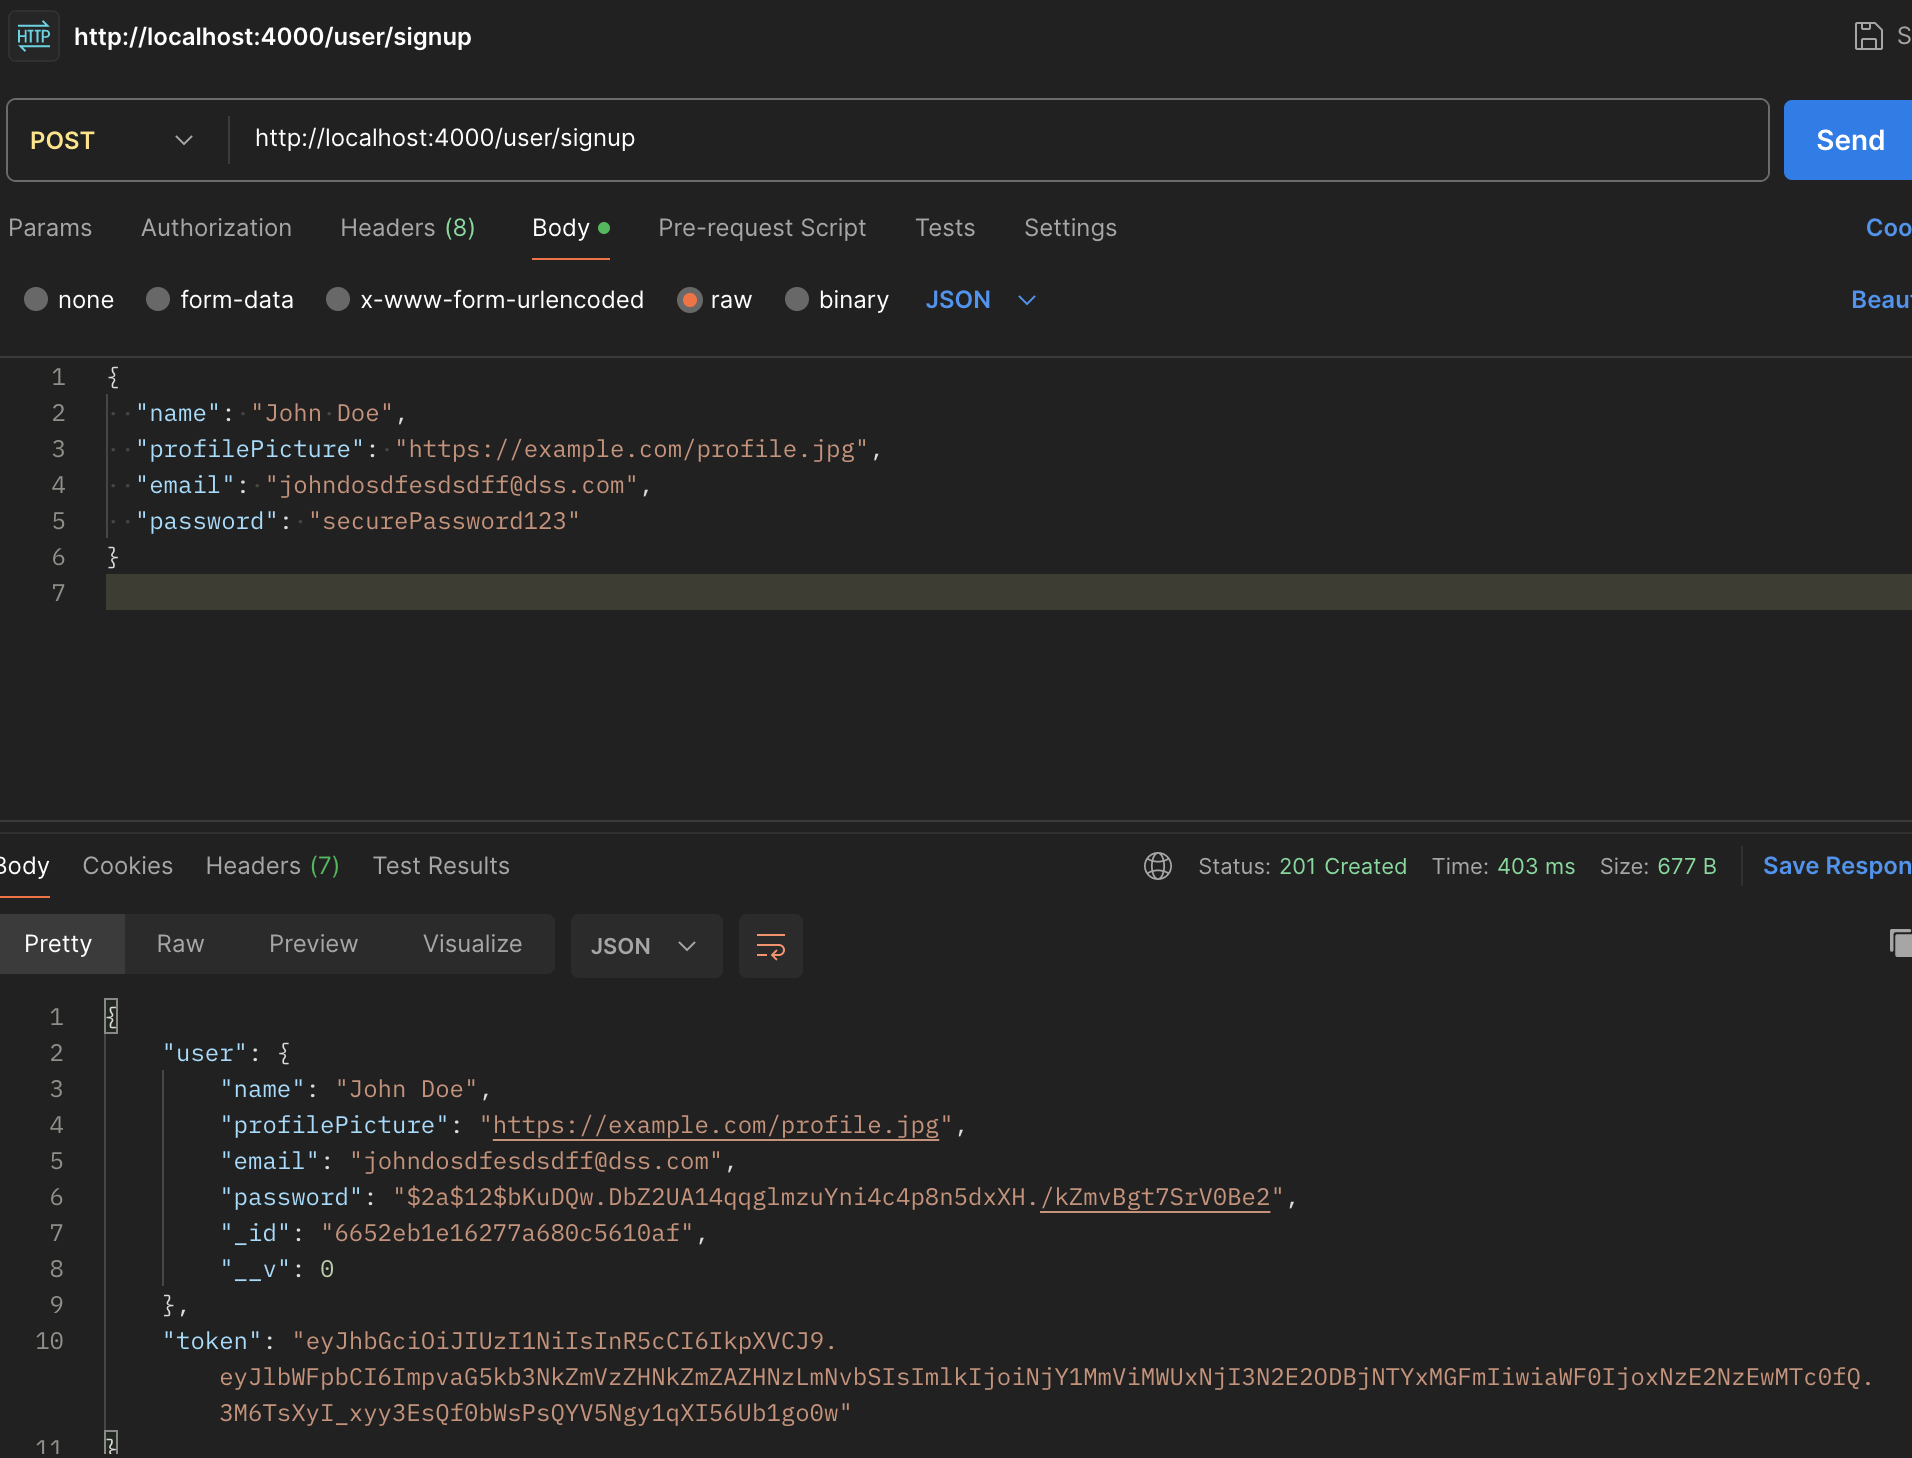 HTTP http://localhost:4000/user/signup S
POST http://localhost:4000/user/signup Send
Params Authorization Headers (8) Body Pre-request Script Tests Settings Coo
none form-data x-www-form-urlencoded raw binary JSON Beau
1 {
2 "name": "John Doe",
3 "profilePicture": "https://example.com/profile.jpg",
4 "email": "johndosdfesdsdff@dss.com",
5 "password": "securePassword123"
6 }
7
Body Cookies Headers (7) Test Results Status: 201 Created Time: 403 ms Size: 677 B Save Respon
Pretty Raw Preview Visualize JSON
1 {
2 "user": {
3 "name": "John Doe",
4 "profilePicture": "https://example.com/profile.jpg",
5 "email": "johndosdfesdsdff@dss.com",
6 "password": "$2a$12$bKuDQw.DbZ2UA14qqglmzuYni4c4p8n5dxXH./kZmvBgt7SrV0Be2",
7 "_id": "6652eb1e16277a680c5610af",
8 "__v": 0
9 },
10 "token": "eyJhbGciOiJIUzI1NiIsInR5cCI6IkpXVCJ9.
eyJlbWFpbCI6ImpvaG5kb3NkZmVzZHNkZmZAZHNzLmNvbSIsImlkIjoiNjY1MmViMWUxNjI3N2E2ODBjNTYxMGFmIiwiaWF0IjoxNzE2NzEwMTc0fQ.
3M6TsXyI_xyy3EsQf0bWsPsQYV5Ngy1qXI56Ub1go0w"
11 }